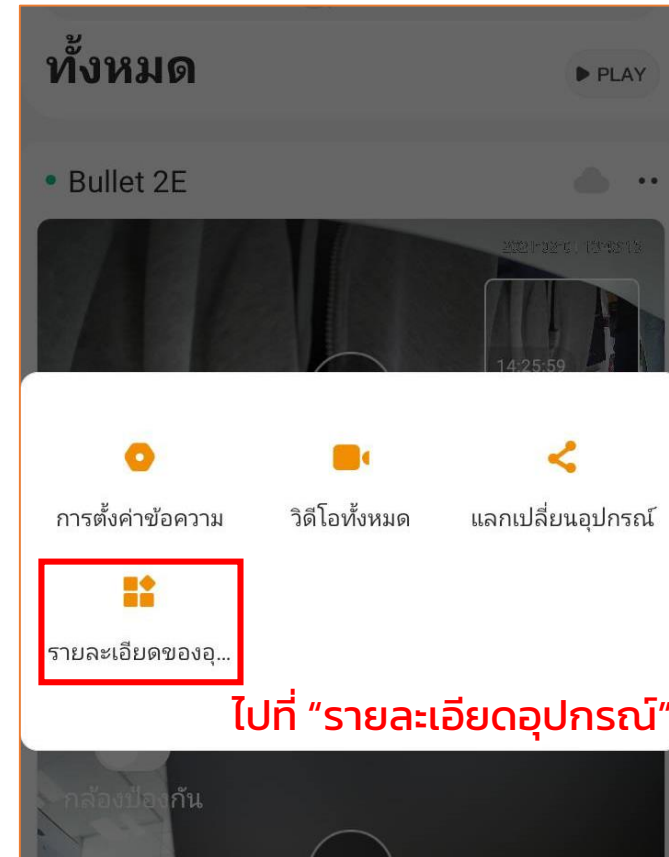 ทั้งหมด
PLAY
Bullet 2E
14:25:59
การตั้งค่าข้อความ
วิดีโอทั้งหมด
แลกเปลี่ยนอุปกรณ์
รายละเอียดของอุ...
ไปที่ “รายละเอียดอุปกรณ์“
กล้องป้องกัน